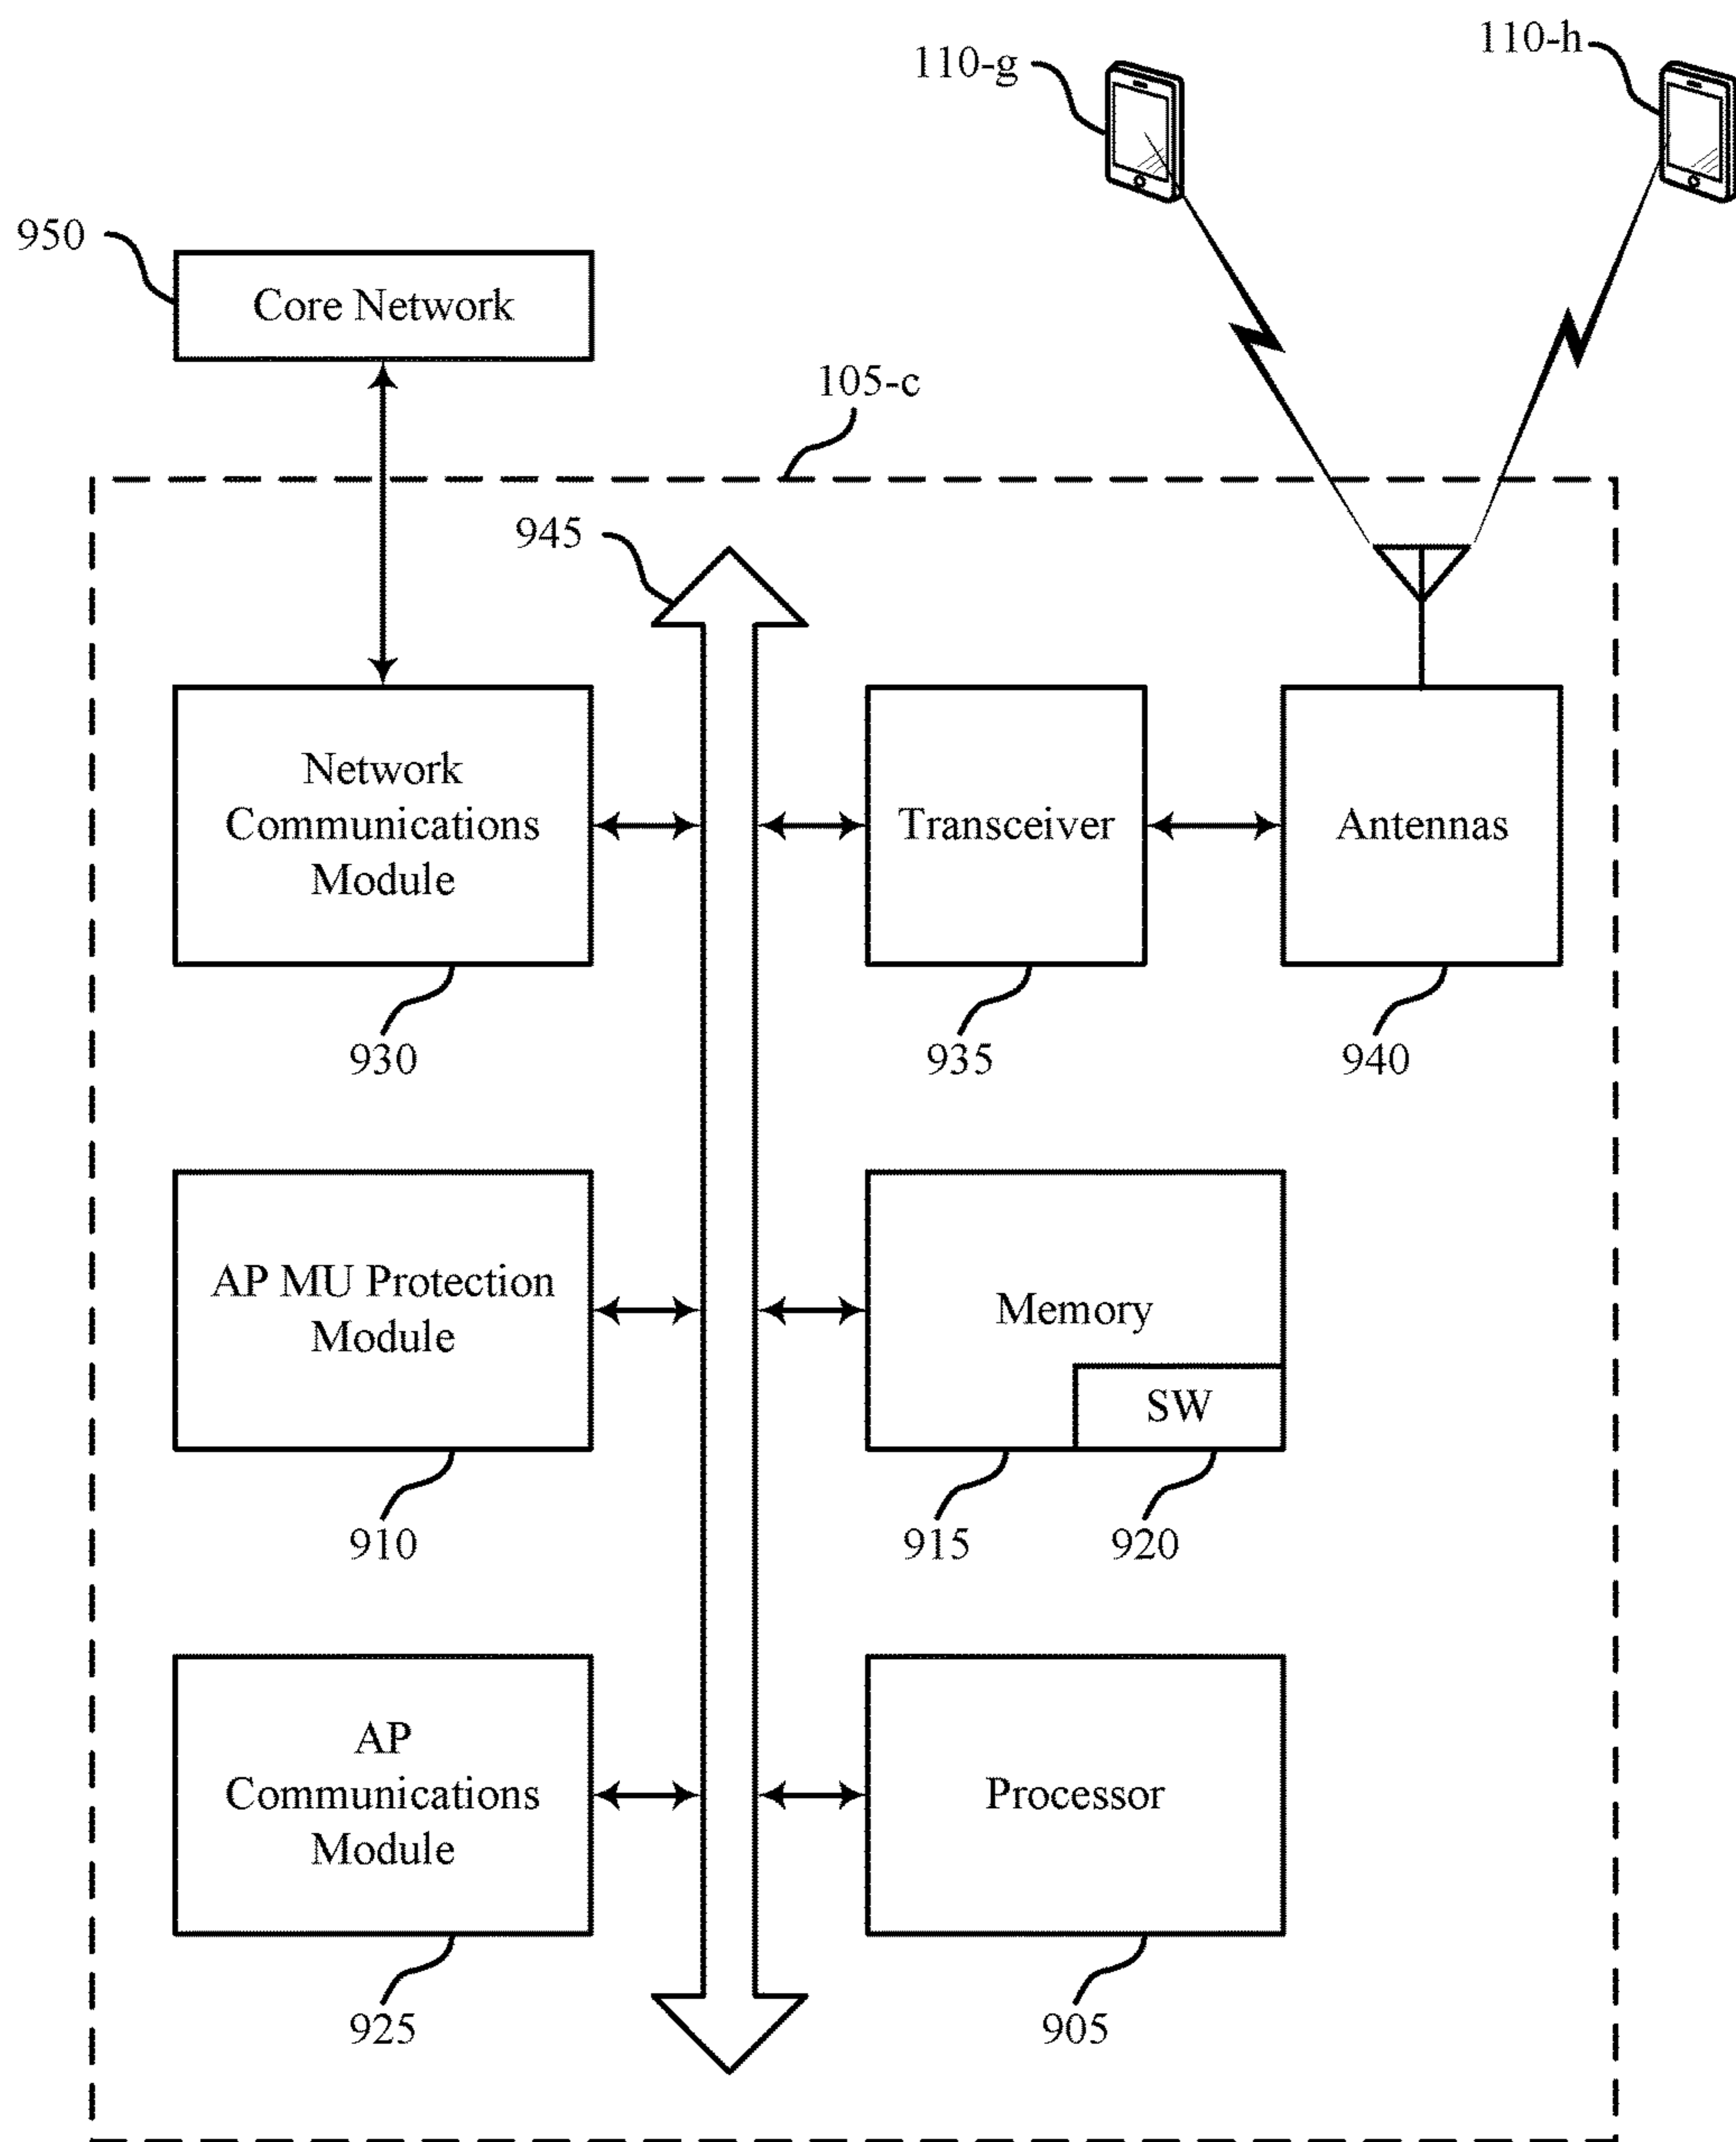 110-g
110-h
950
Core Network
105-c
945
Network
Communications
Module
Transceiver
Antennas
930
935
940
AP MU Protection
Module
Memory
SW
910
915
920
AP
Communications
Module
Processor
925
905